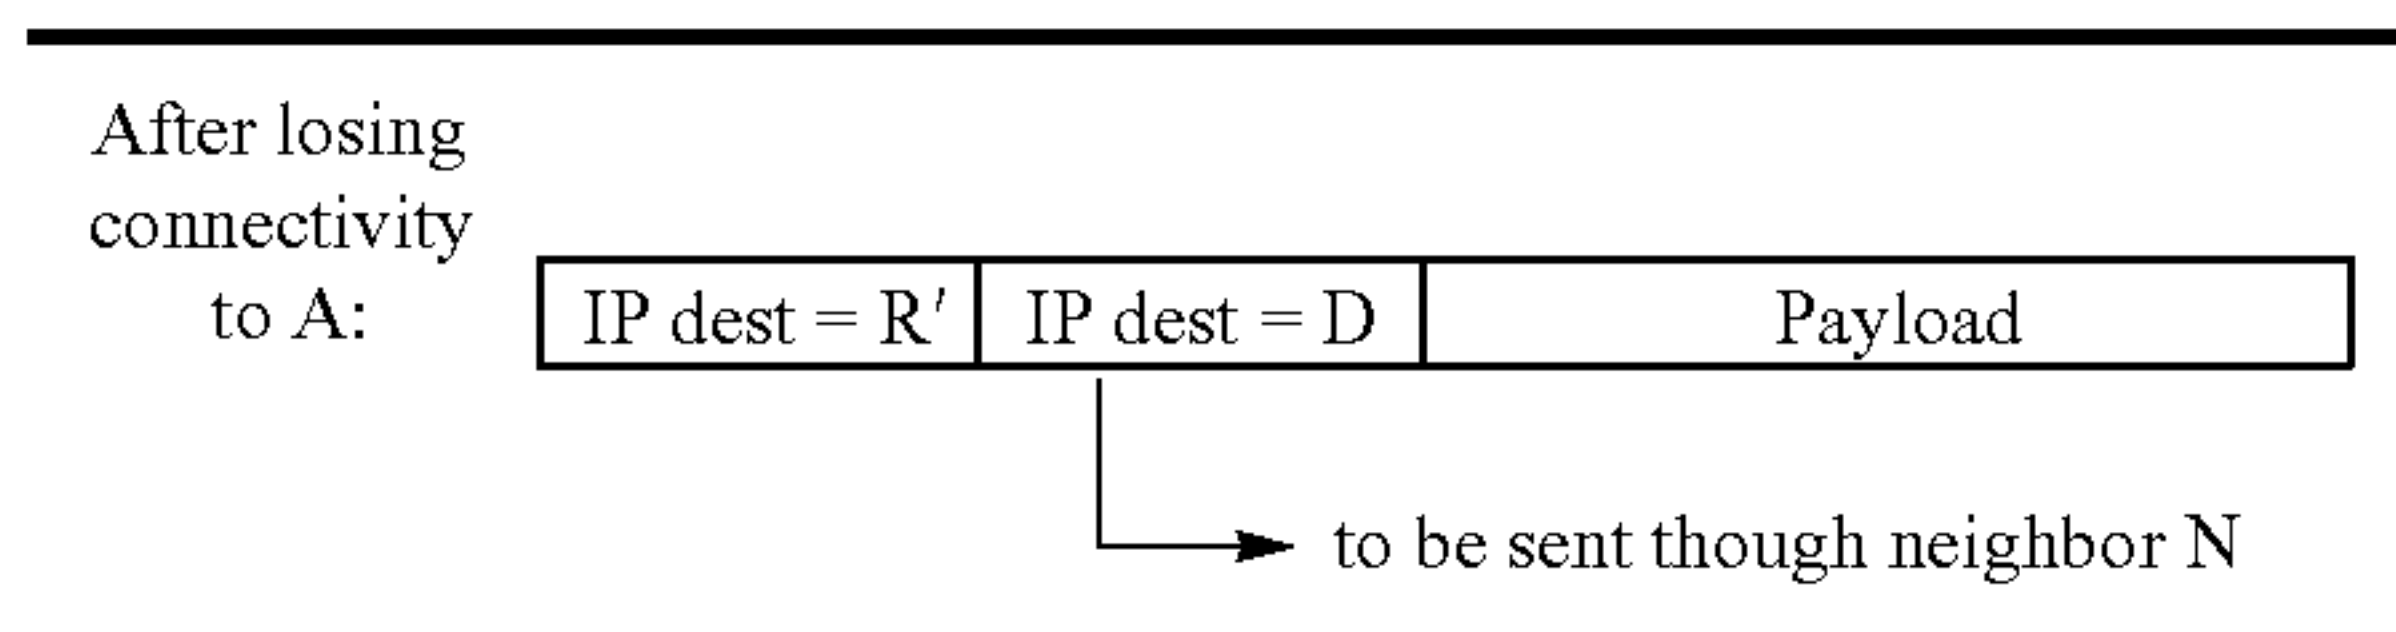 After losing
connectivity
to A:
IP dest = R′ IP dest = D Payload
to be sent though neighbor N